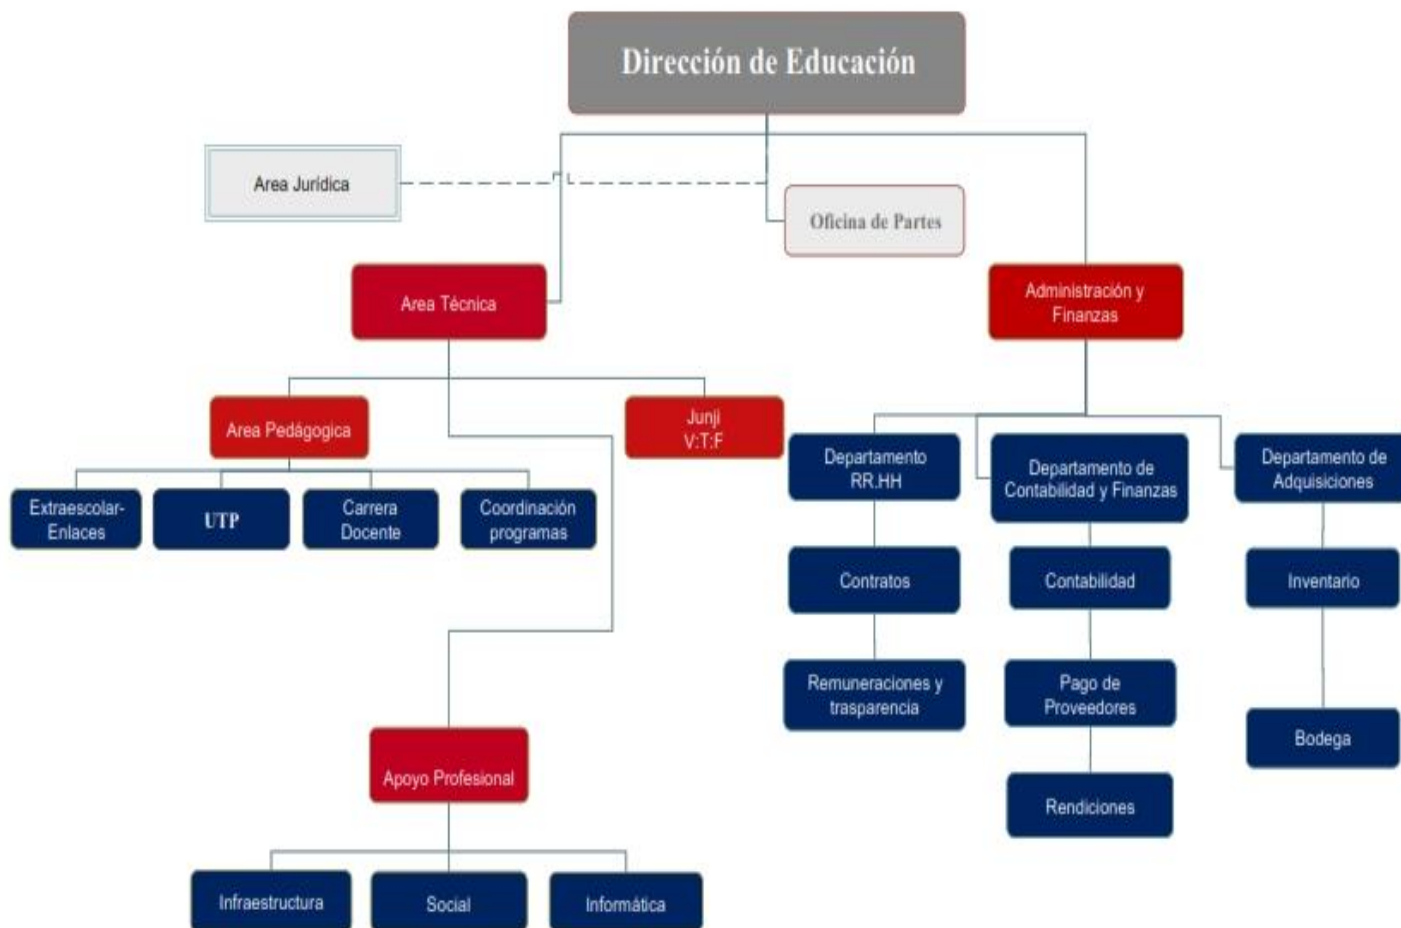 Dirección de Educación
Area Jurídica
Oficina de Partes
Area Técnica
Administración y
Finanzas
Area Pedágogica
Junji
V:T:F
Departamento
RR.HH
Departamento de
Contabilidad y Finanzas
Departamento de
Adquisiciones
Extraescolar-
Enlaces
UTP
Carrera
Docente
Coordinación
programas
Contratos
Contabilidad
Inventario
Remuneraciones y
trasparencia
Pago de
Proveedores
Bodega
Apoyo Profesional
Rendiciones
Infraestructura
Social
Informática